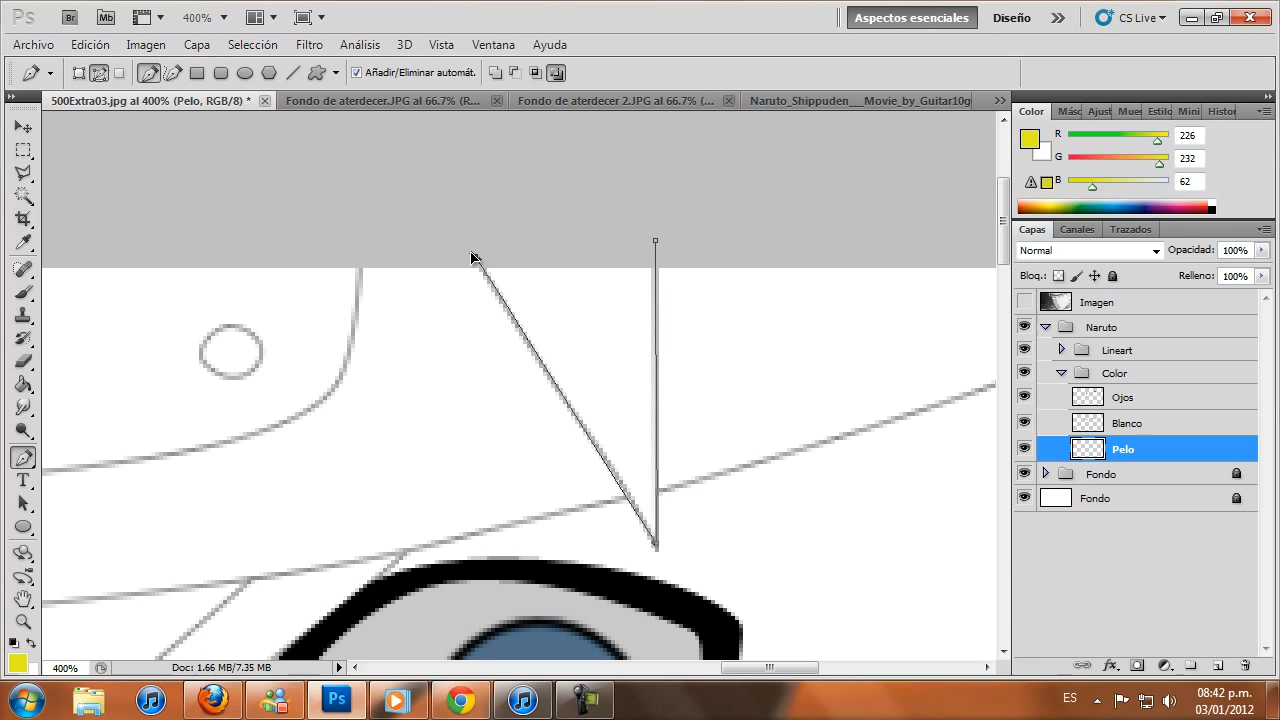 Ps Br Mb 400% Aspectos esenciales Diseño CS Live
Archivo Edición Imagen Capa Selección Filtro Análisis 3D Vista Ventana Ayuda
Añadir/Eliminar automát.
500Extra03.jpg al 400% (Pelo, RGB/8) * Fondo de aterdecer.JPG al 66.7% (R... Fondo de aterdecer 2.JPG al 66.7% (... Naruto_Shippuden___Movie_by_Guitar10g
Color Másc Ajust Mues Estilo Mini Histor
R 226
G 232
B 62
Capas Canales Trazados
Normal Opacidad: 100%
Bloq.: Relleno: 100%
Imagen
Naruto
Lineart
Color
Ojos
Blanco
Pelo
Fondo
Fondo
T
400% Doc: 1.66 MB/7.35 MB
Ps ES 08:42 p.m.
03/01/2012